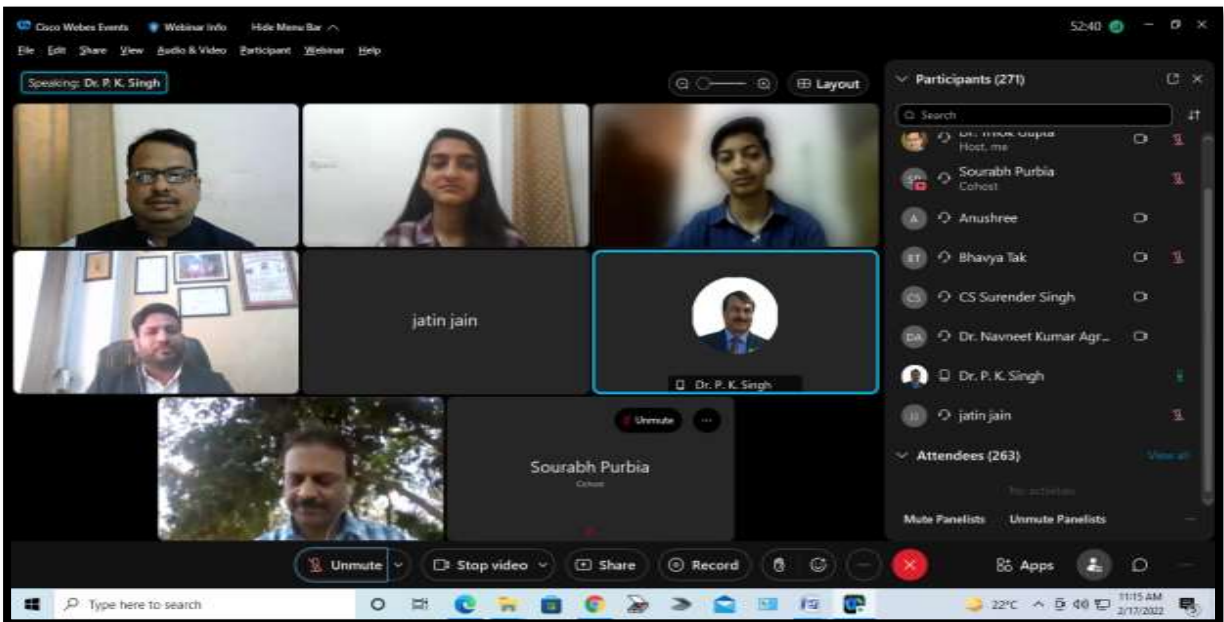 Cisco Webex Events Webinar Info Hide Menu Bar 52:40
File Edit Share View Audio & Video Participant Webinar Help
Speaking: Dr. P. K. Singh
Layout
Participants (271)
Search
Host, me
Sourabh Purbia
Cohost
Anushree
BT Bhavya Tak
CS CS Surender Singh
DA Dr. Navneet Kumar Agr...
Dr. P. K. Singh
jatin jain
Attendees (263) View all
Mute Panelists Unmute Panelists
jatin jain
Dr. P. K. Singh
Unmute
Sourabh Purbia
Cohost
Unmute Stop video Share Record Apps
Type here to search 22°C 11:15 AM
2/17/2022